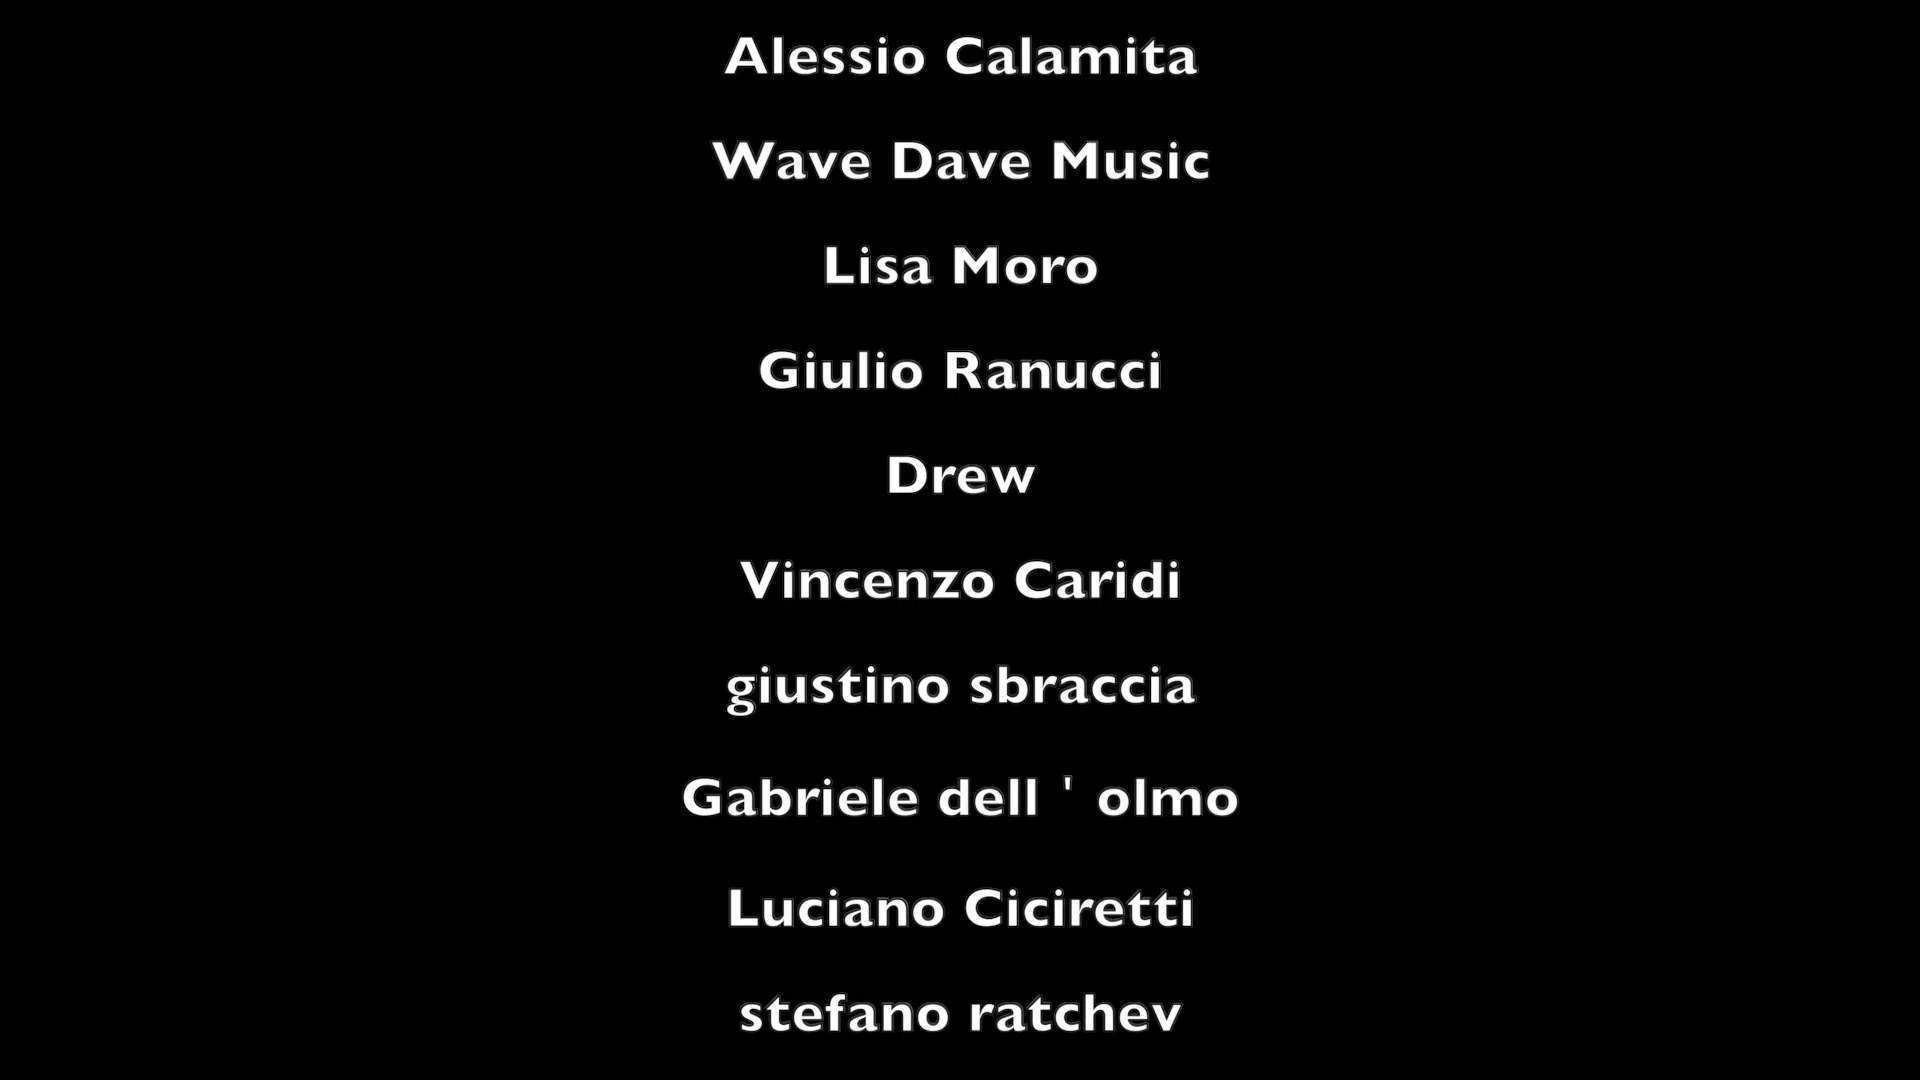 Alessio Calamita
Wave Dave Music
Lisa Moro
Giulio Ranucci
Drew
Vincenzo Caridi
giustino sbraccia
Gabriele dell ' olmo
Luciano Ciciretti
stefano ratchev